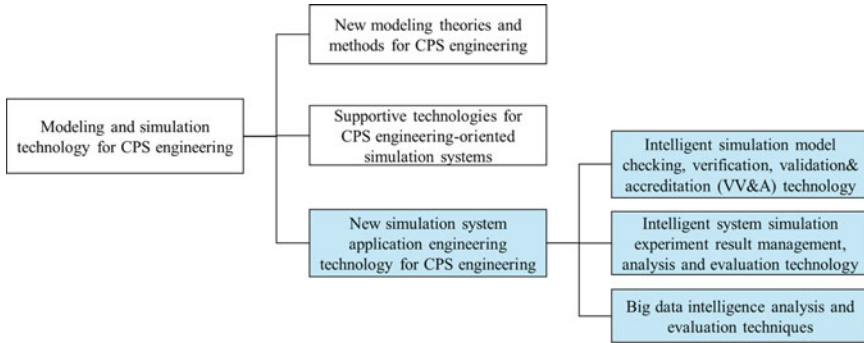 New modeling theories and
methods for CPS engineering
Modeling and simulation
technology for CPS engineering
Supportive technologies for
CPS engineering-oriented
simulation systems
New simulation system
application engineering
technology for CPS engineering
Intelligent simulation model
checking, verification, validation&
accreditation (VV&A) technology
Intelligent system simulation
experiment result management,
analysis and evaluation technology
Big data intelligence analysis and
evaluation techniques